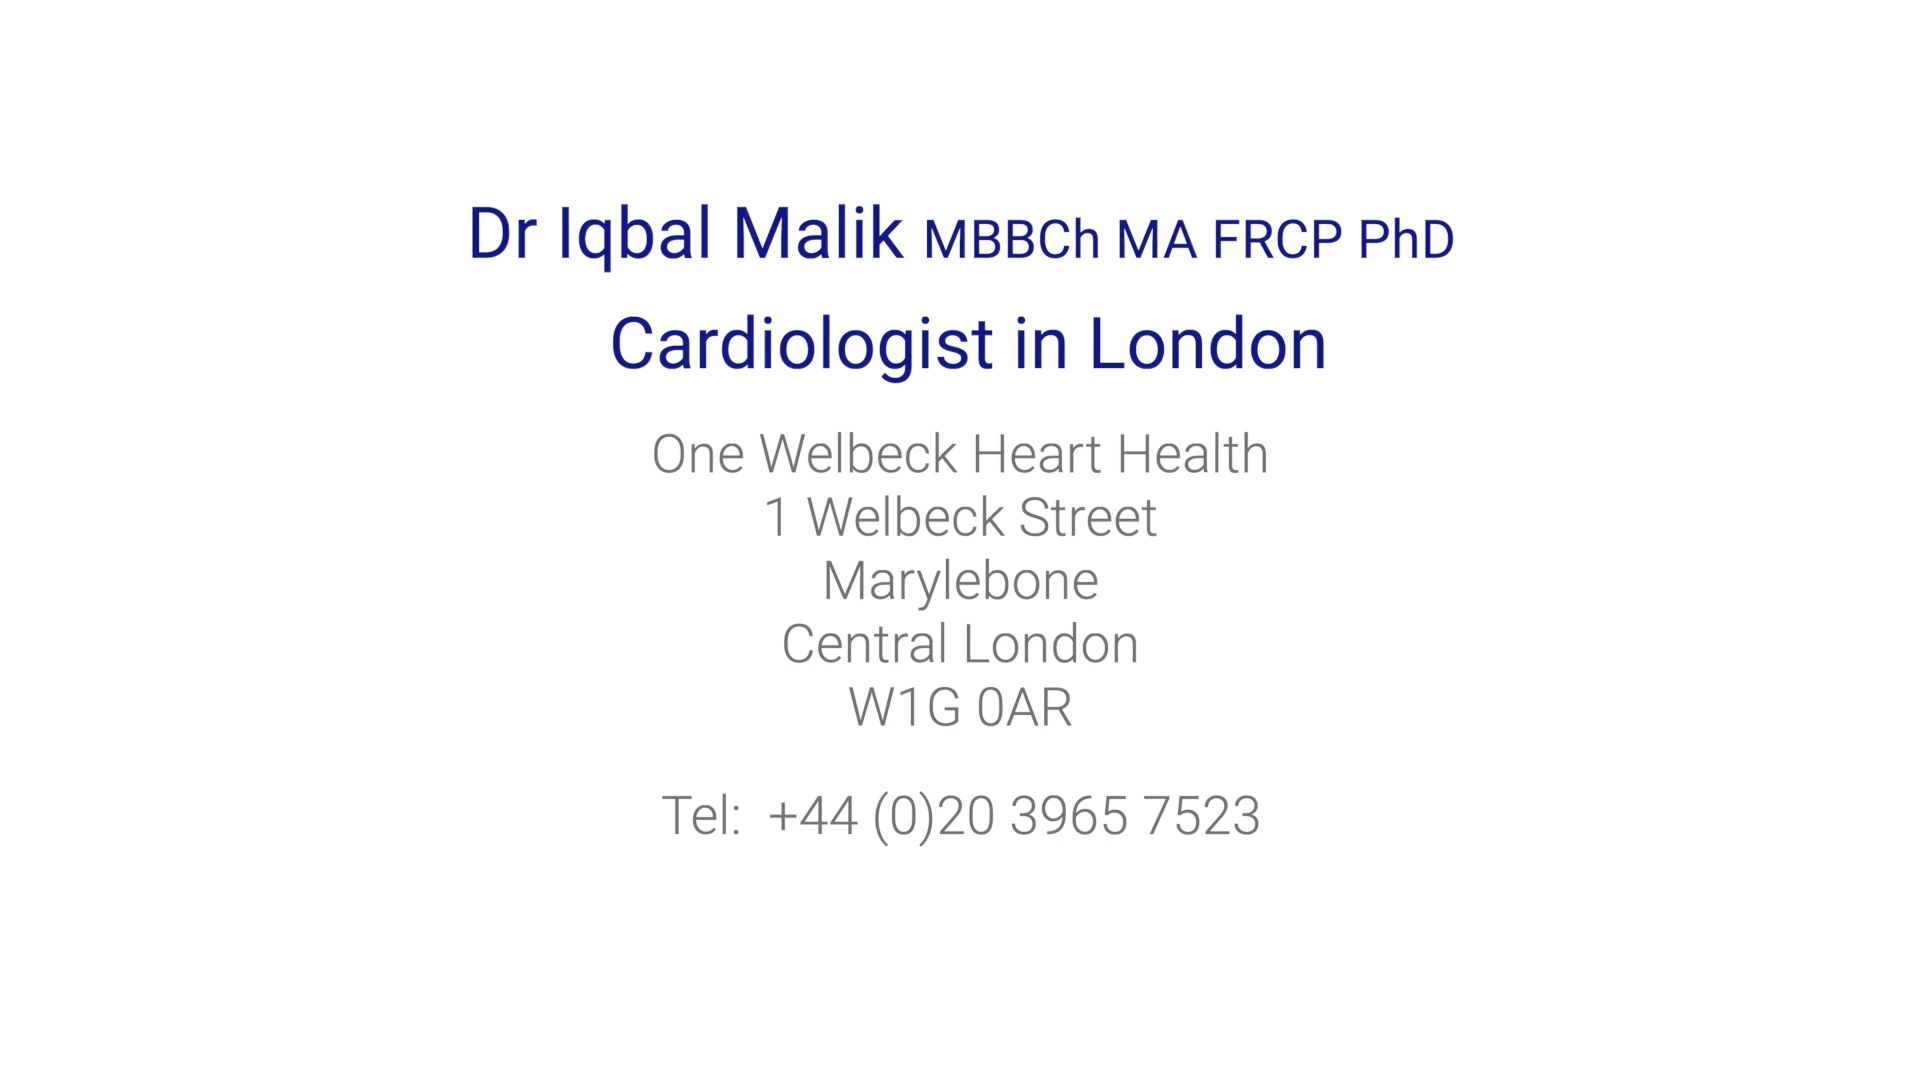 Dr Iqbal Malik MBBCh MA FRCP PhD
Cardiologist in London
One Welbeck Heart Health
1 Welbeck Street
Marylebone
Central London
W1G 0AR
Tel:  +44 (0)20 3965 7523